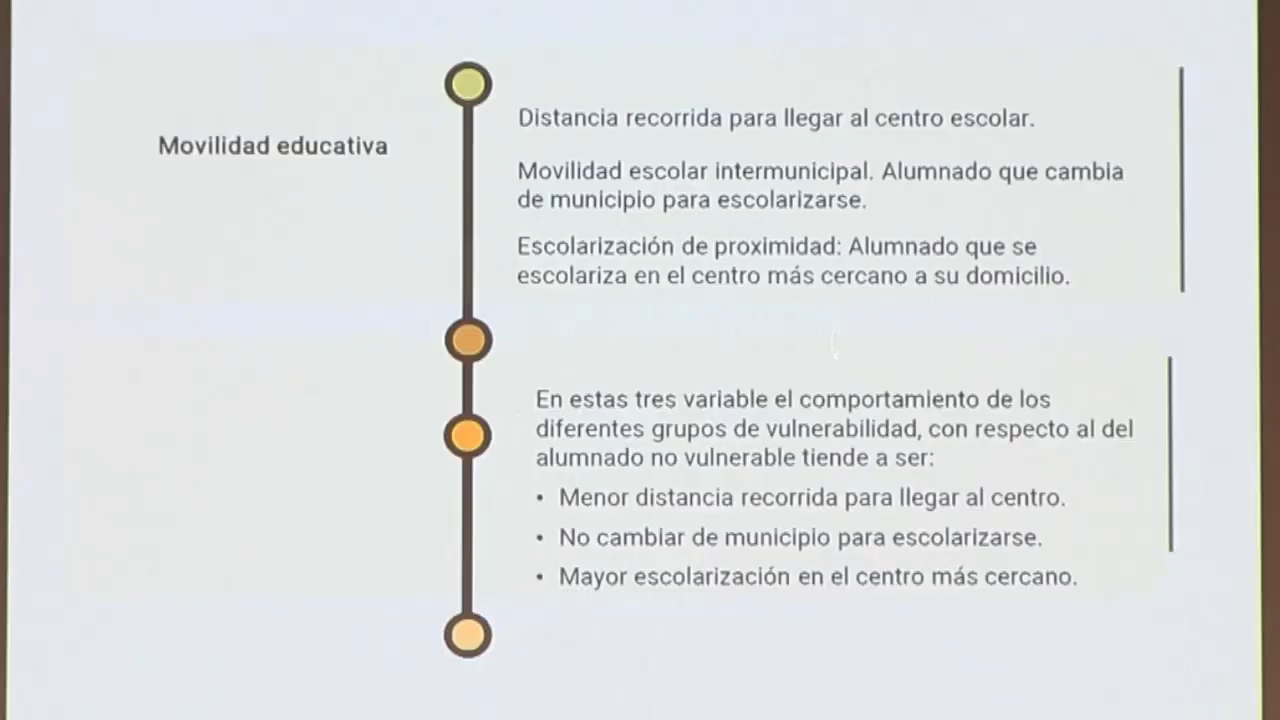 Movilidad educativa
Distancia recorrida para llegar al centro escolar.
Movilidad escolar intermunicipal. Alumnado que cambia
de municipio para escolarizarse.
Escolarización de proximidad: Alumnado que se
escolariza en el centro más cercano a su domicilio.
En estas tres variable el comportamiento de los
diferentes grupos de vulnerabilidad, con respecto al del
alumnado no vulnerable tiende a ser:
• Menor distancia recorrida para llegar al centro.
• No cambiar de municipio para escolarizarse.
• Mayor escolarización en el centro más cercano.